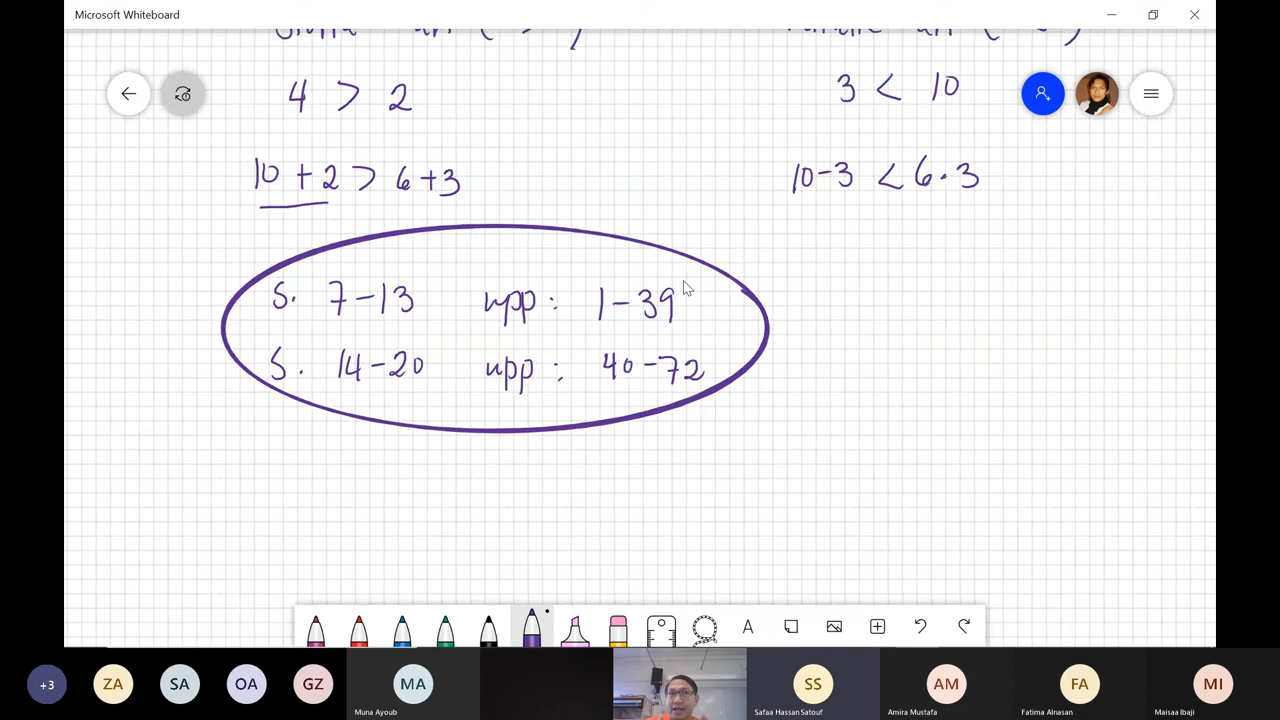 Microsoft Whiteboard
4 > 2
3 < 10
10 + 2 > 6 + 3
10 - 3 < 6 · 3
S. 7 - 13 upp : 1 - 39
S. 14 - 20 upp : 40 - 72
A
+3
ZA
SA
OA
GZ
MA
SS
AM
FA
MI
Muna Ayoub
Safaa Hassan Satouf
Amira Mustafa
Fatima Alnasan
Maisaa Ibaji